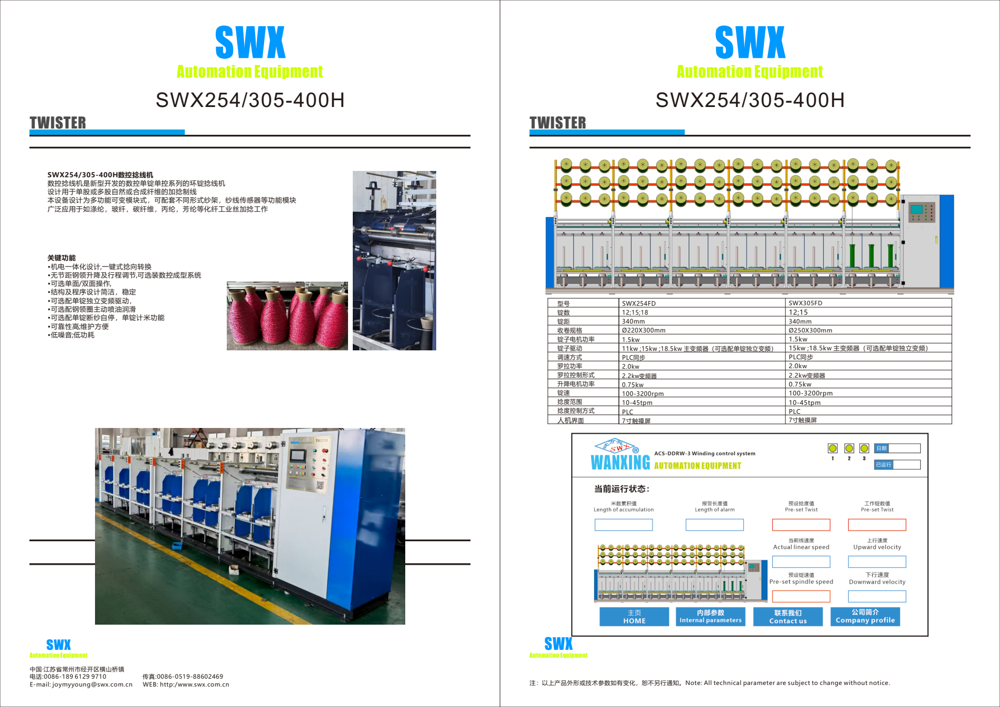 SWX
Automation Equipment
SWX254/305-400H
TWISTER
SWX254/305-400H数控捻线机
数控捻线机是新型开发的数控单锭单控系列的环锭捻线机
设计用于单股或多股自然或合成纤维的加捻制线
本设备设计为多功能可变模块式，可配套不同形式纱架，纱线传感器等功能模块
广泛应用于如涤纶，玻纤，碳纤维，丙纶，芳纶等化纤工业丝加捻工作
关键功能
•机电一体化设计,一键式捻向转换
•无节距钢领升降及行程调节,可选装数控成型系统
•可选单面/双面操作,
•结构及程序设计简洁，稳定
•可选配单锭独立变频驱动，
•可选配钢领圈主动喷油润滑
•可选配单锭断纱自停，单锭计米功能
•可靠性高;维护方便
•低噪音;低功耗
TWISTER
SWX
Automation Equipment
中国·江苏省常州市经开区横山桥镇
电话:0086-189 6129 9710 传真:0086-0519-88602469
E-mail: joymyyoung@swx.com.cn WEB: http:/www.swx.com.cn
SWX
Automation Equipment
SWX254/305-400H
TWISTER
型号 SWX254FD SWX305FD
锭数 12;15;18 12;15
锭距 340mm 340mm
收卷规格 Ø220X300mm Ø250X300mm
锭子电机功率 1.5kw 1.5kw
锭子驱动 11kw ;15kw ;18.5kw 主变频器（可选配单锭独立变频） 15kw ;18.5kw 主变频器（可选配单锭独立变频）
调速方式 PLC同步 PLC同步
罗拉功率 2.0kw 2.0kw
罗拉控制形式 2.2kw变频器 2.2kw变频器
升降电机功率 0.75kw 0.75kw
锭速 100-3200rpm 100-3200rpm
捻度范围 10-45tpm 10-45tpm
捻度控制方式 PLC PLC
人机界面 7寸触摸屏 7寸触摸屏
SWX®
WANXING
ACS-DDRW-3 Winding control system
AUTOMATION EQUIPMENT
1 2 3
日期
已运行
当前运行状态：
米数累积值 报警长度值 预设捻度值 工作锭数值
Length of accumulation Length of alarm Pre-set Twist Pre-set Twist
当前线速度 上行速度
Actual linear speed Upward velocity
预设锭速值 下行速度
Pre-set spindle speed Downward velocity
主页 内部参数 联系我们 公司简介
HOME Internal parameters Contact us Company profile
SWX
Automation Equipment
注：以上产品外形或技术参数如有变化，恕不另行通知。Note: All technical parameter are subject to change without notice.